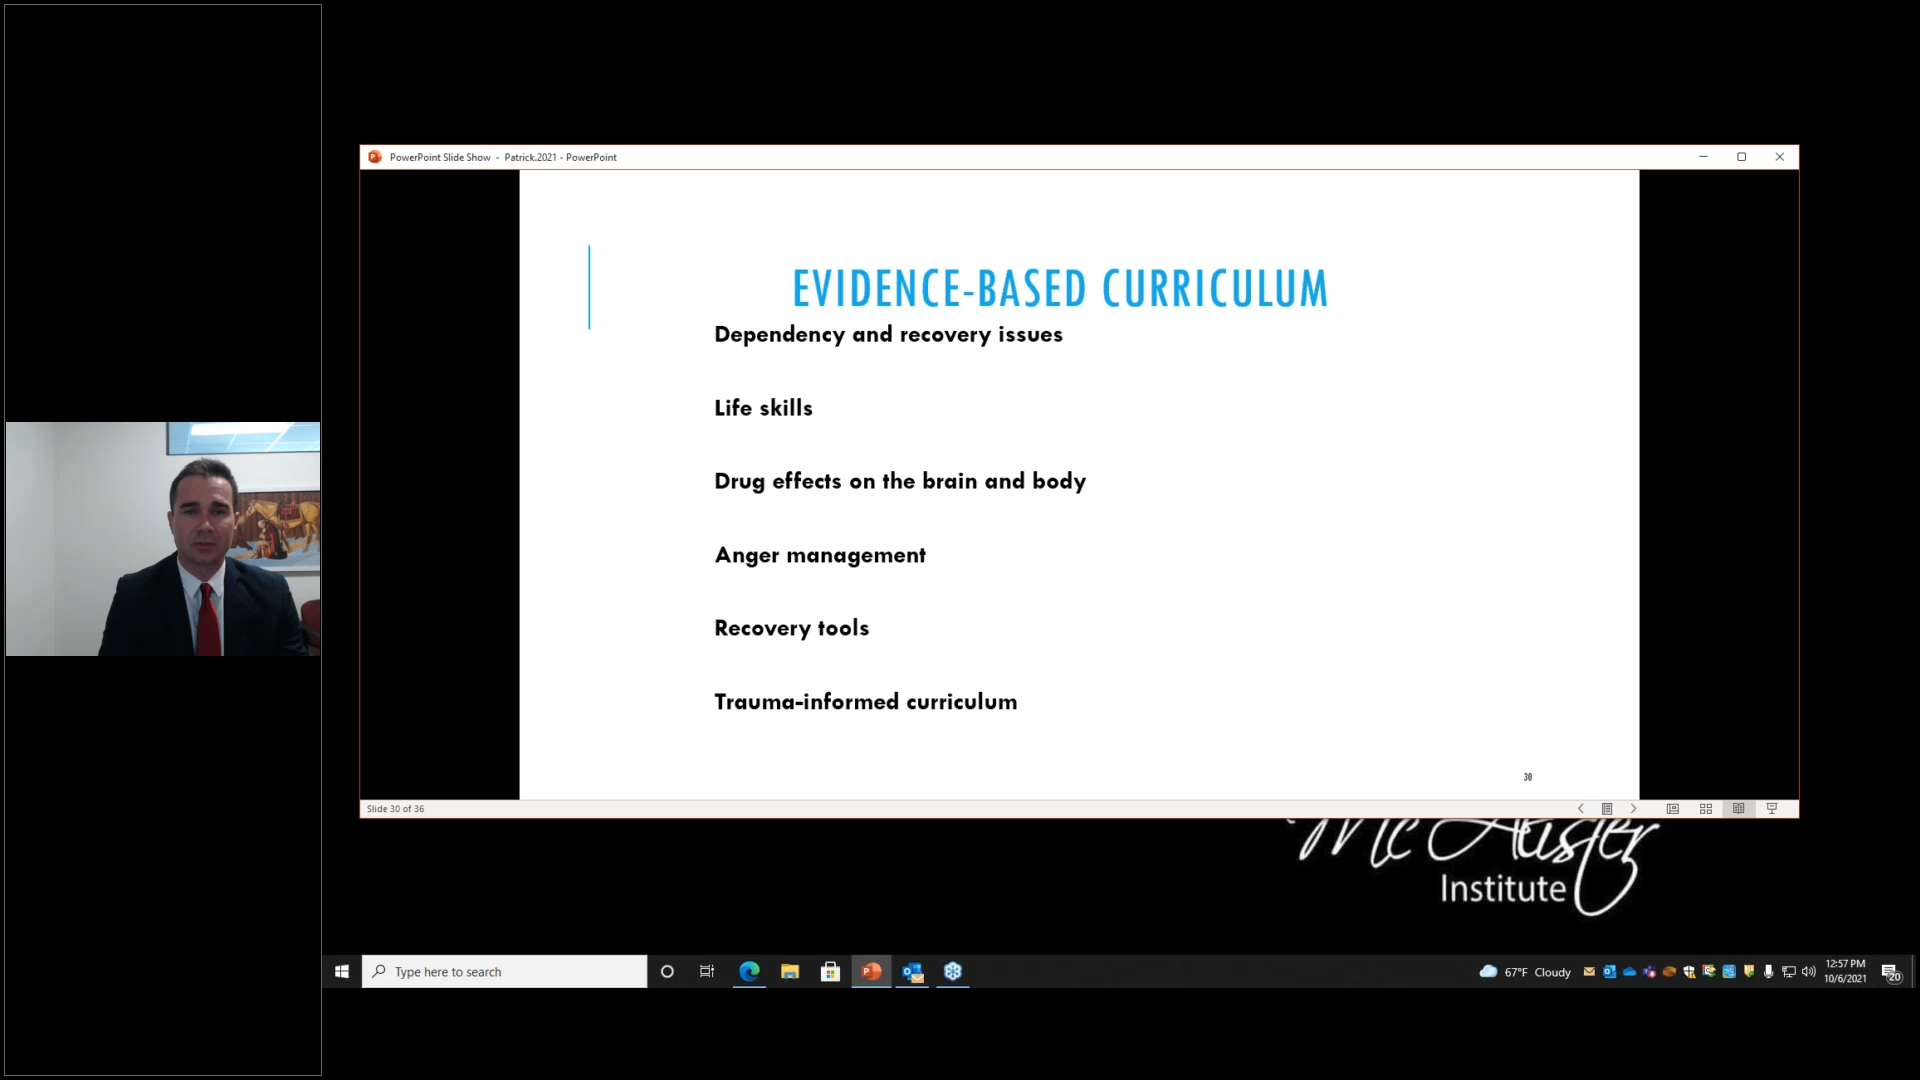 PowerPoint Slide Show - Patrick.2021 - PowerPoint
EVIDENCE-BASED CURRICULUM
Dependency and recovery issues
Life skills
Drug effects on the brain and body
Anger management
Recovery tools
Trauma-informed curriculum
30
Slide 30 of 36
McAlister
Institute
Type here to search
67°F Cloudy
12:57 PM
10/6/2021
20